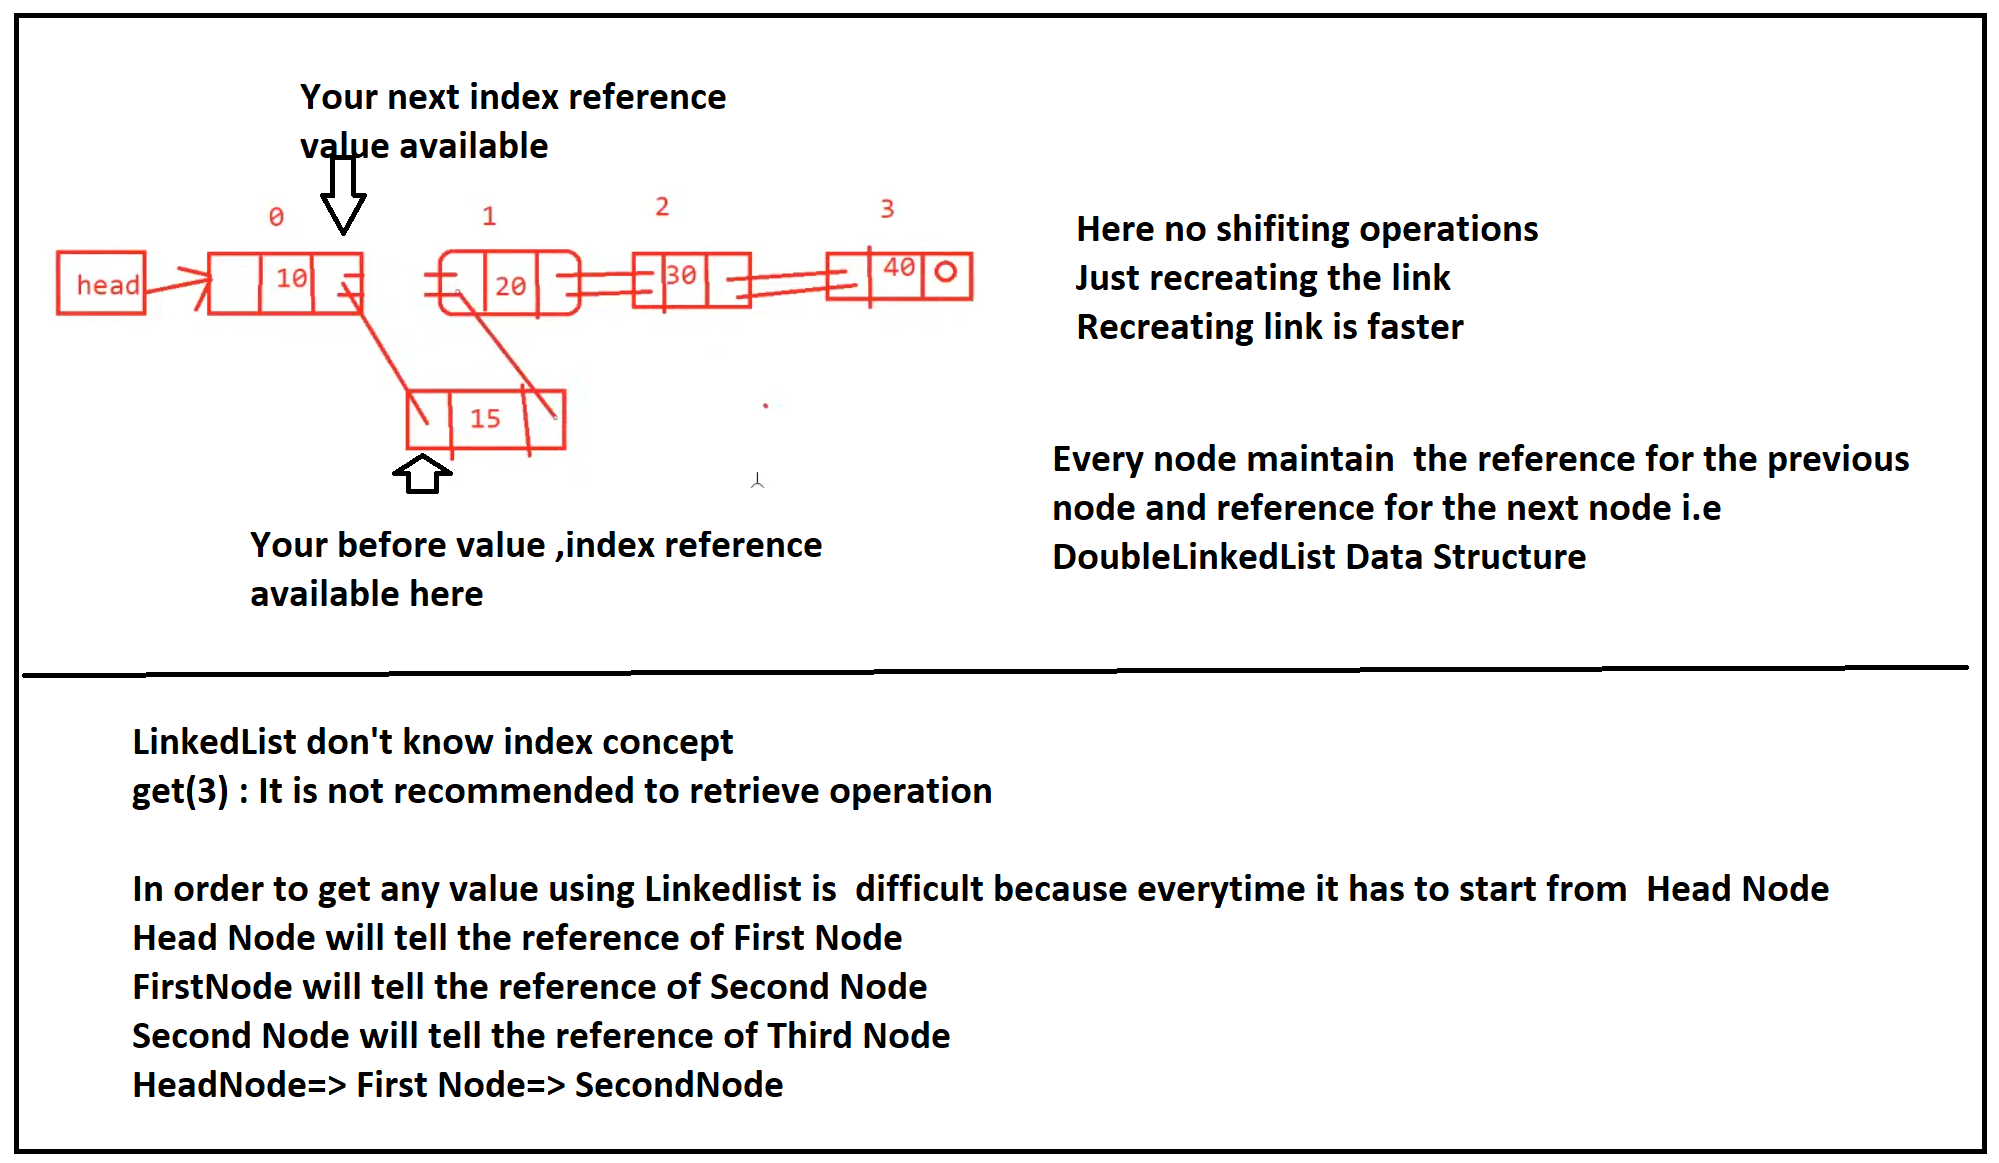 Your next index reference
value available
0
1
2
3
head
10
20
30
40
15
Your before value ,index reference
available here
Here no shifiting operations
Just recreating the link
Recreating link is faster
Every node maintain  the reference for the previous
node and reference for the next node i.e
DoubleLinkedList Data Structure
LinkedList don't know index concept
get(3) : It is not recommended to retrieve operation
In order to get any value using Linkedlist is  difficult because everytime it has to start from  Head Node
Head Node will tell the reference of First Node
FirstNode will tell the reference of Second Node
Second Node will tell the reference of Third Node
HeadNode=> First Node=> SecondNode